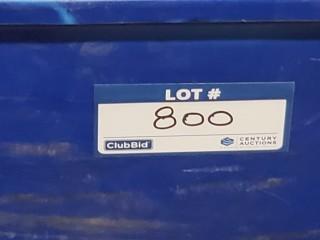 LOT #
800
ClubBid
CENTURY
AUCTIONS